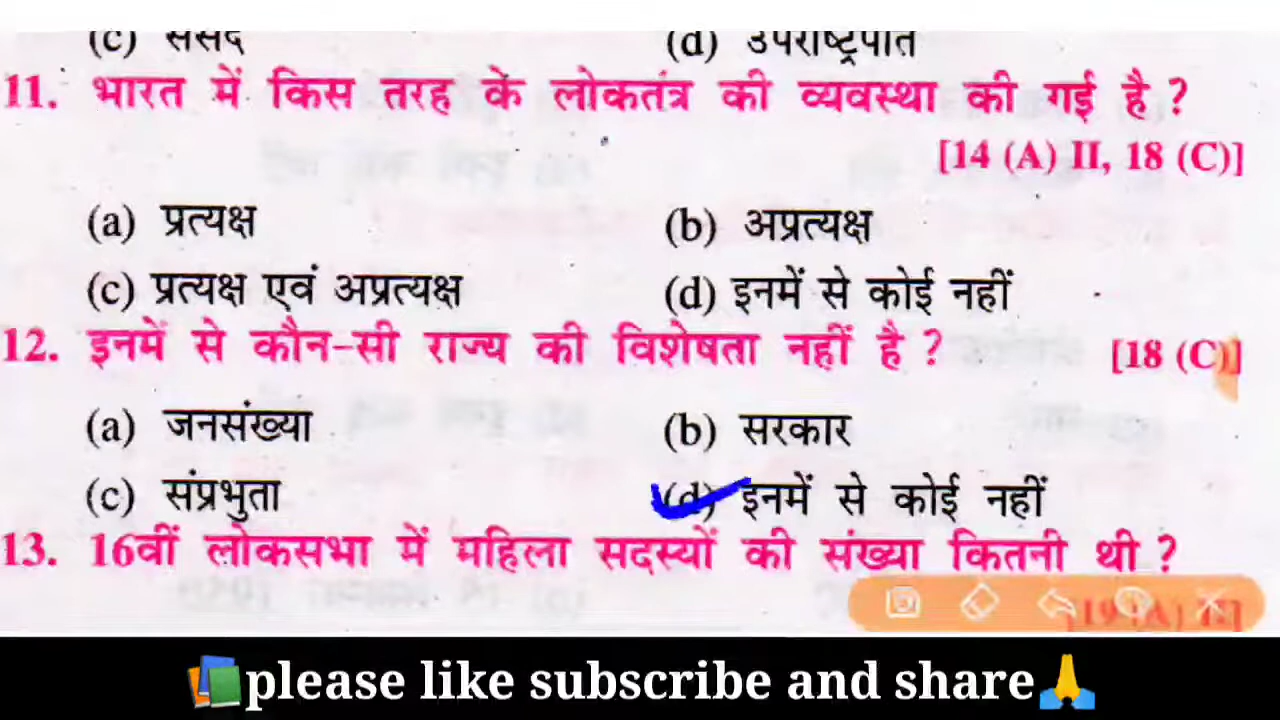 (c) संसद (d) उपराष्ट्रपति
11. भारत में किस तरह के लोकतंत्र की व्यवस्था की गई है ?
[14 (A) II, 18 (C)]
(a) प्रत्यक्ष (b) अप्रत्यक्ष
(c) प्रत्यक्ष एवं अप्रत्यक्ष (d) इनमें से कोई नहीं
12. इनमें से कौन-सी राज्य की विशेषता नहीं है ? [18 (C)]
(a) जनसंख्या (b) सरकार
(c) संप्रभुता (d) इनमें से कोई नहीं
13. 16वीं लोकसभा में महिला सदस्यों की संख्या कितनी थी ?
[19 (A)
please like subscribe and share